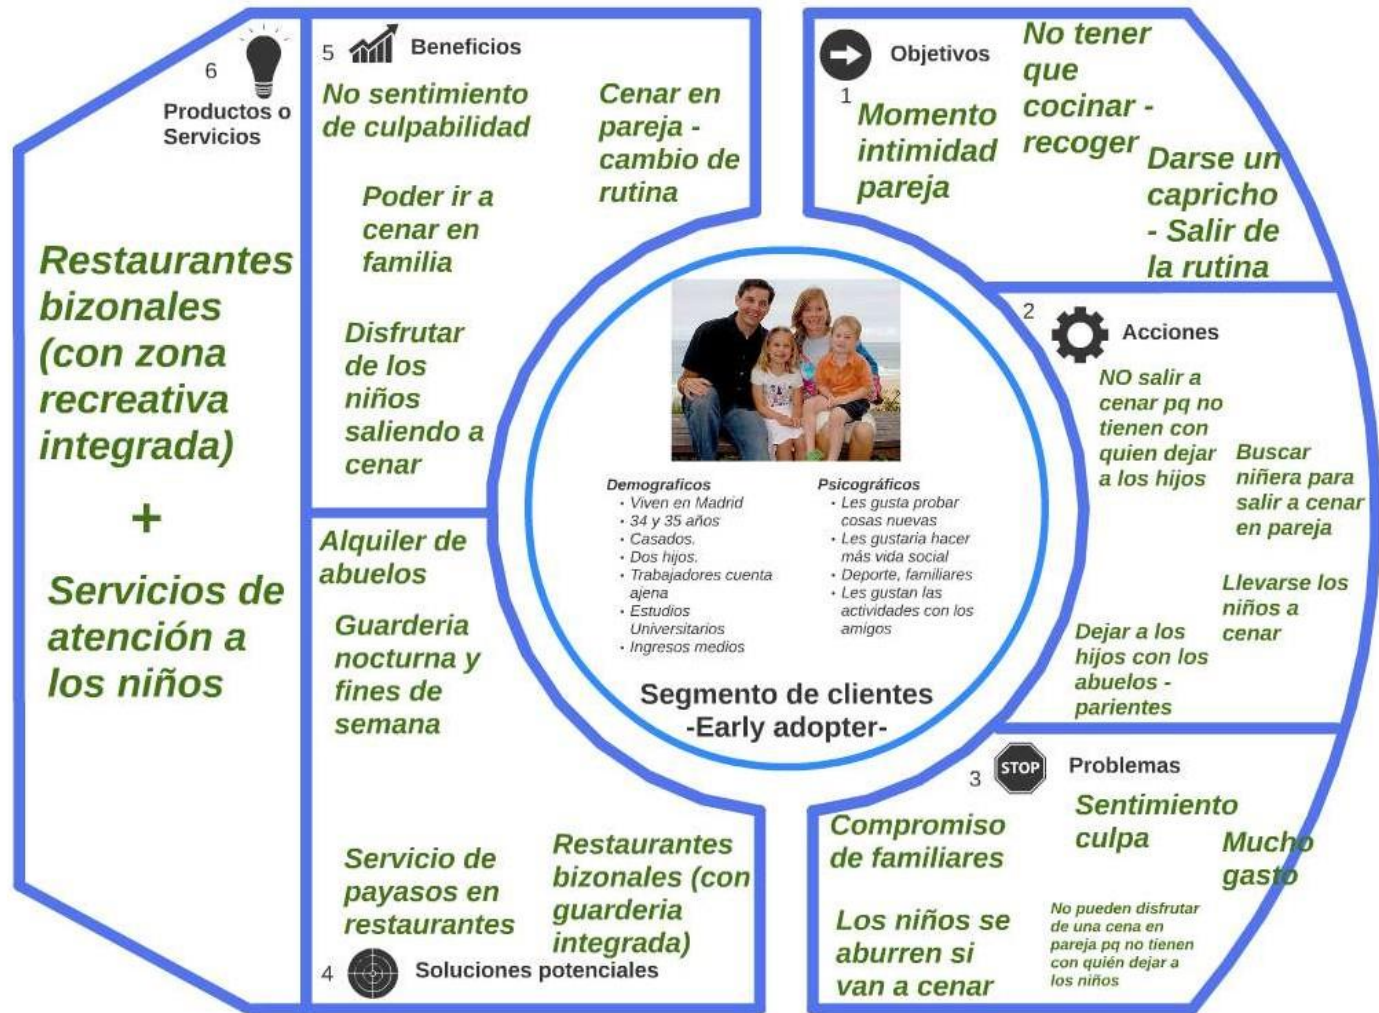 6
Productos o
Servicios
Restaurantes
bizonales
(con zona
recreativa
integrada)
+
Servicios de
atención a
los niños
5
Beneficios
No sentimiento
de culpabilidad
Cenar en
pareja -
cambio de
rutina
Poder ir a
cenar en
familia
Disfrutar
de los
niños
saliendo a
cenar
Alquiler de
abuelos
Guarderia
nocturna y
fines de
semana
Servicio de
payasos en
restaurantes
Restaurantes
bizonales (con
guarderia
integrada)
4
Soluciones potenciales
Demograficos
• Viven en Madrid
• 34 y 35 años
• Casados.
• Dos hijos.
• Trabajadores cuenta
ajena
• Estudios
Universitarios
• Ingresos medios
Psicográficos
• Les gusta probar
cosas nuevas
• Les gustaria hacer
más vida social
• Deporte, familiares
• Les gustan las
actividades con los
amigos
Segmento de clientes
-Early adopter-
1
Objetivos
Momento
intimidad
pareja
No tener
que
cocinar -
recoger
Darse un
capricho
- Salir de
la rutina
2
Acciones
NO salir a
cenar pq no
tienen con
quien dejar
a los hijos
Buscar
niñera para
salir a cenar
en pareja
Llevarse los
niños a
cenar
Dejar a los
hijos con los
abuelos -
parientes
3
STOP
Problemas
Compromiso
de familiares
Sentimiento
culpa
Mucho
gasto
Los niños se
aburren si
van a cenar
No pueden disfrutar
de una cena en
pareja pq no tienen
con quién dejar a
los niños